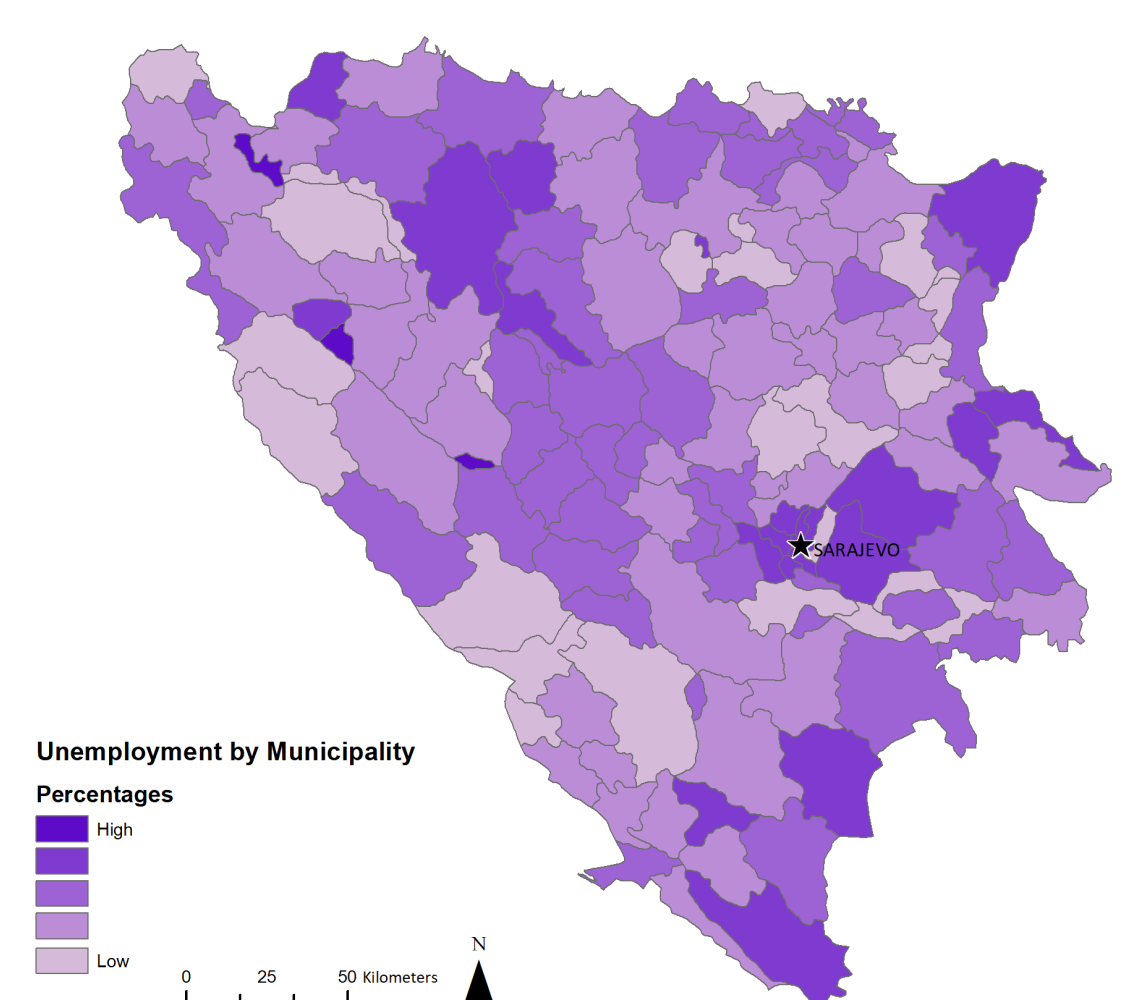 SARAJEVO
Unemployment by Municipality
Percentages
High
Low
N
0 25 50 Kilometers